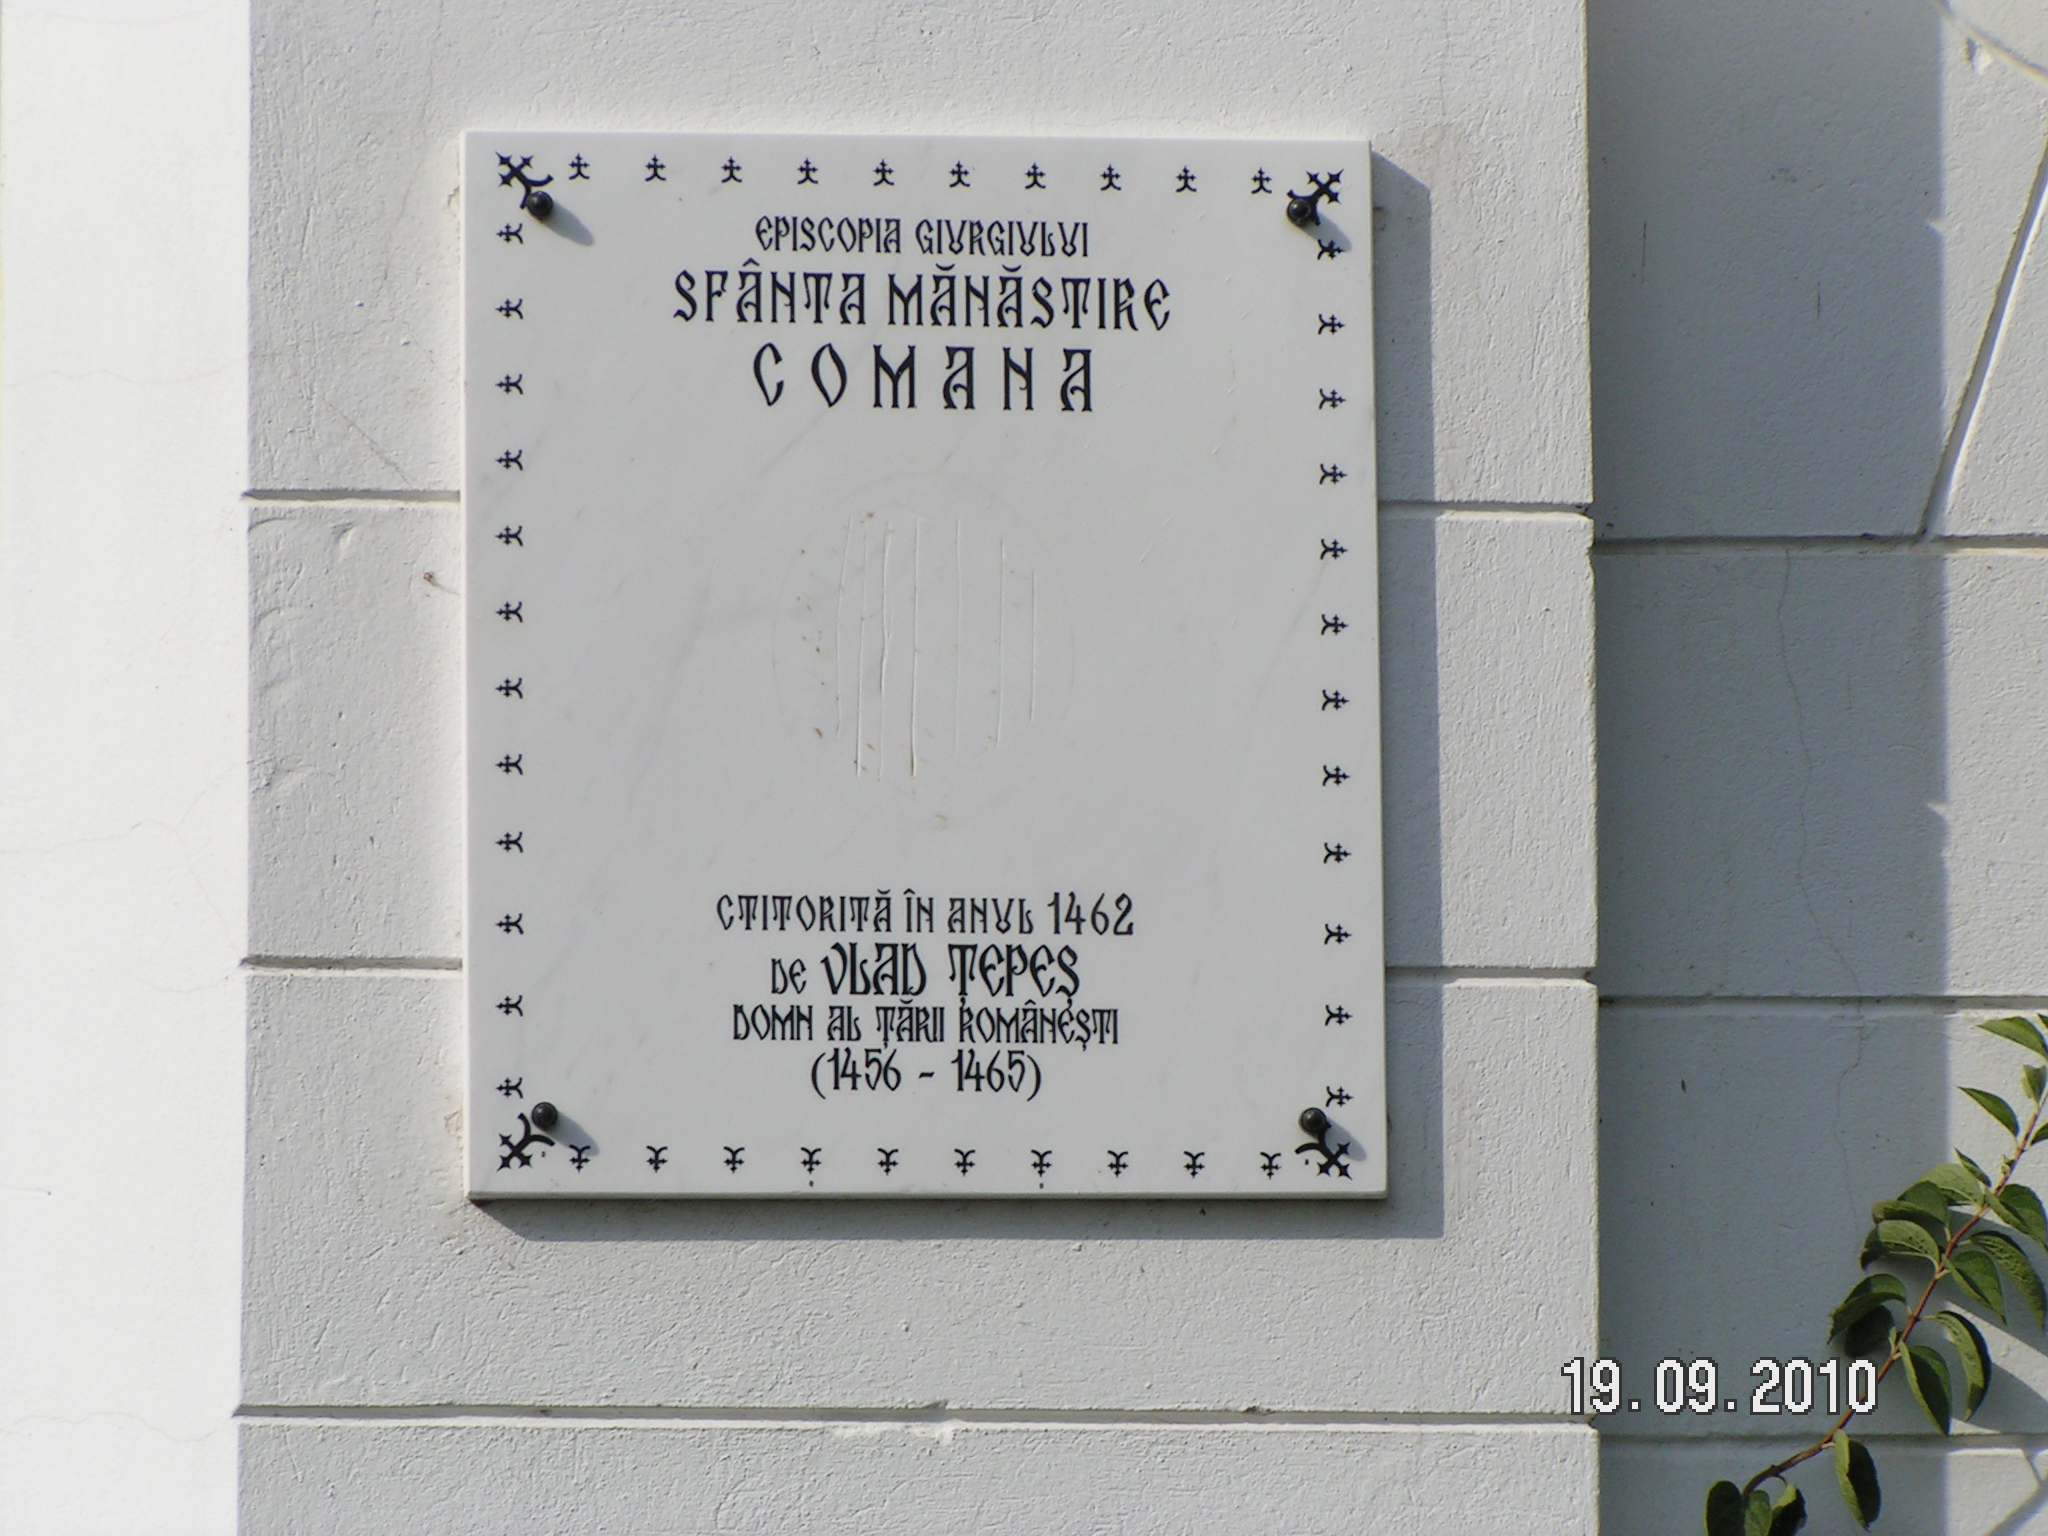 EPISCOPIA GIURGIULUI
SFÂNTA MĂNĂSTIRE
COMANA
CTITORITĂ ÎN ANUL 1462
DE VLAD ȚEPEȘ
DOMN AL ȚĂRII ROMÂNEȘTI
(1456 - 1465)
19.09.2010